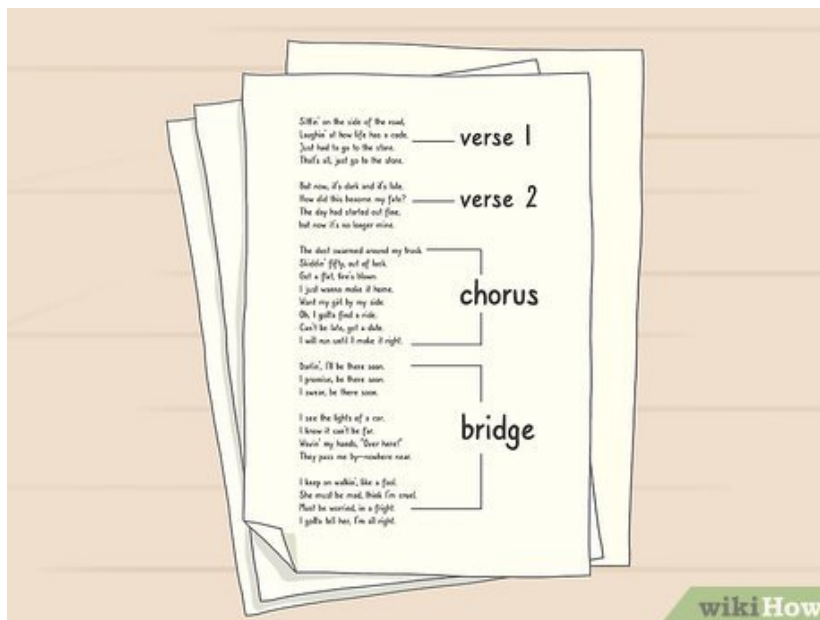 Sittin' on the side of the road,
Laughin' at how life has a code.
Just had to go to the store.
That's all, just go to the store.
verse 1
But now, it's dark and it's late.
How did this become my fate?
The day had started out fine,
but now it's no longer mine.
verse 2
The dust swarmed around my truck.
Skiddin' fifty, out of luck.
Got a flat, tire's blown.
I just wanna make it home.
Want my girl by my side.
Oh, I gotta find a ride.
Can't be late, got a date.
I will run until I make it right.
chorus
Darlin', I'll be there soon.
I promise, be there soon.
I swear, be there soon.
I see the lights of a car.
I know it can't be far.
Wavin' my hands, "Over here!"
They pass me by—nowhere near.
I keep on walkin', like a fool.
She must be mad, think I'm cruel.
Must be worried, in a fright.
I gotta tell her, I'm all right.
bridge
wikiHow